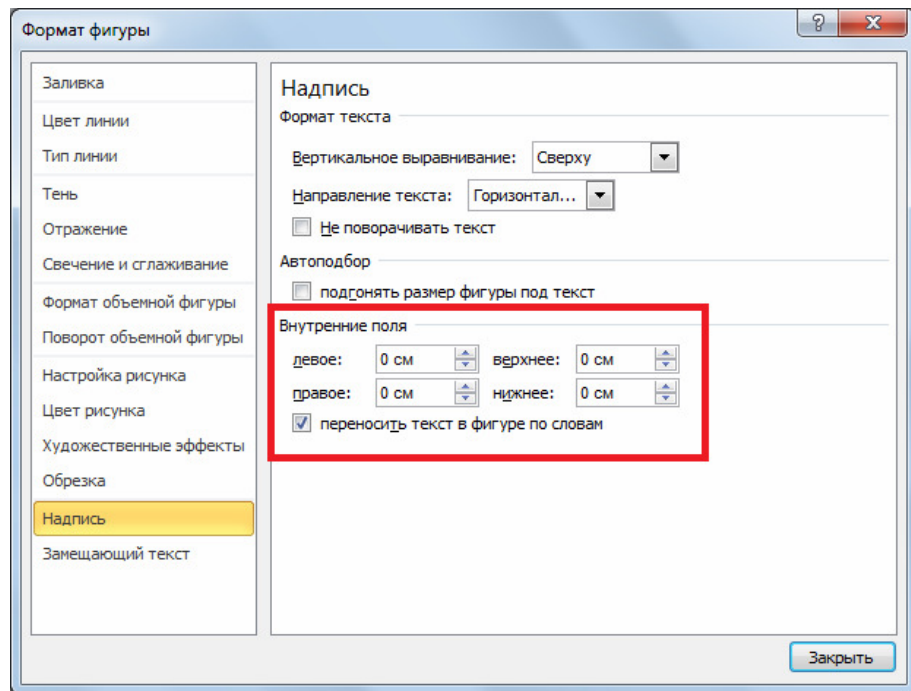 Формат фигуры
Заливка
Цвет линии
Тип линии
Тень
Отражение
Свечение и сглаживание
Формат объемной фигуры
Поворот объемной фигуры
Настройка рисунка
Цвет рисунка
Художественные эффекты
Обрезка
Надпись
Замещающий текст
Надпись
Формат текста
Вертикальное выравнивание: Сверху
Направление текста: Горизонтал...
Не поворачивать текст
Автоподбор
подгонять размер фигуры под текст
Внутренние поля
левое: 0 см верхнее: 0 см
правое: 0 см нижнее: 0 см
переносить текст в фигуре по словам
Закрыть